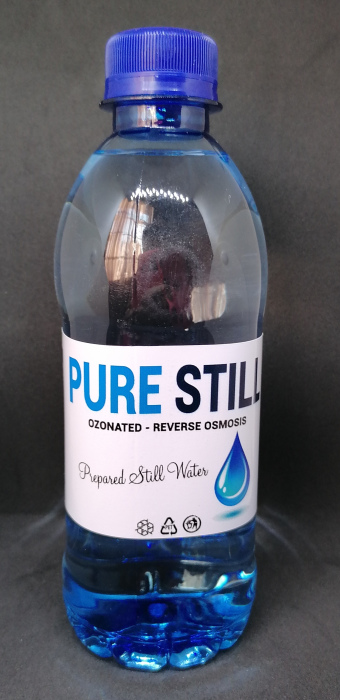 PURE STILL
OZONATED - REVERSE OSMOSIS
Prepared Still Water